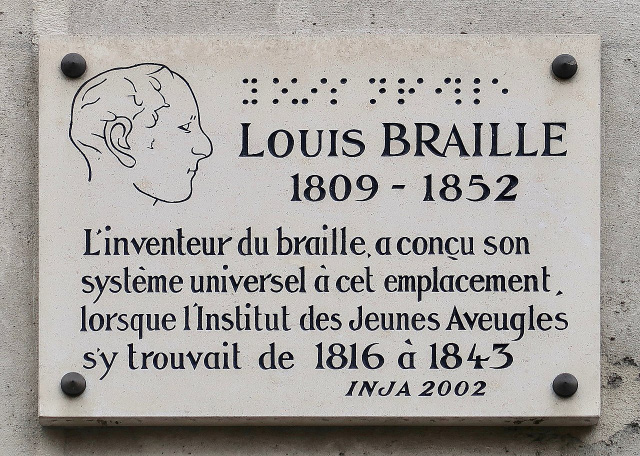 LOUIS BRAILLE
1809 - 1852
L'inventeur du braille, a conçu son
système universel à cet emplacement,
lorsque l'Institut des Jeunes Aveugles
s'y trouvait de 1816 à 1843
INJA 2002